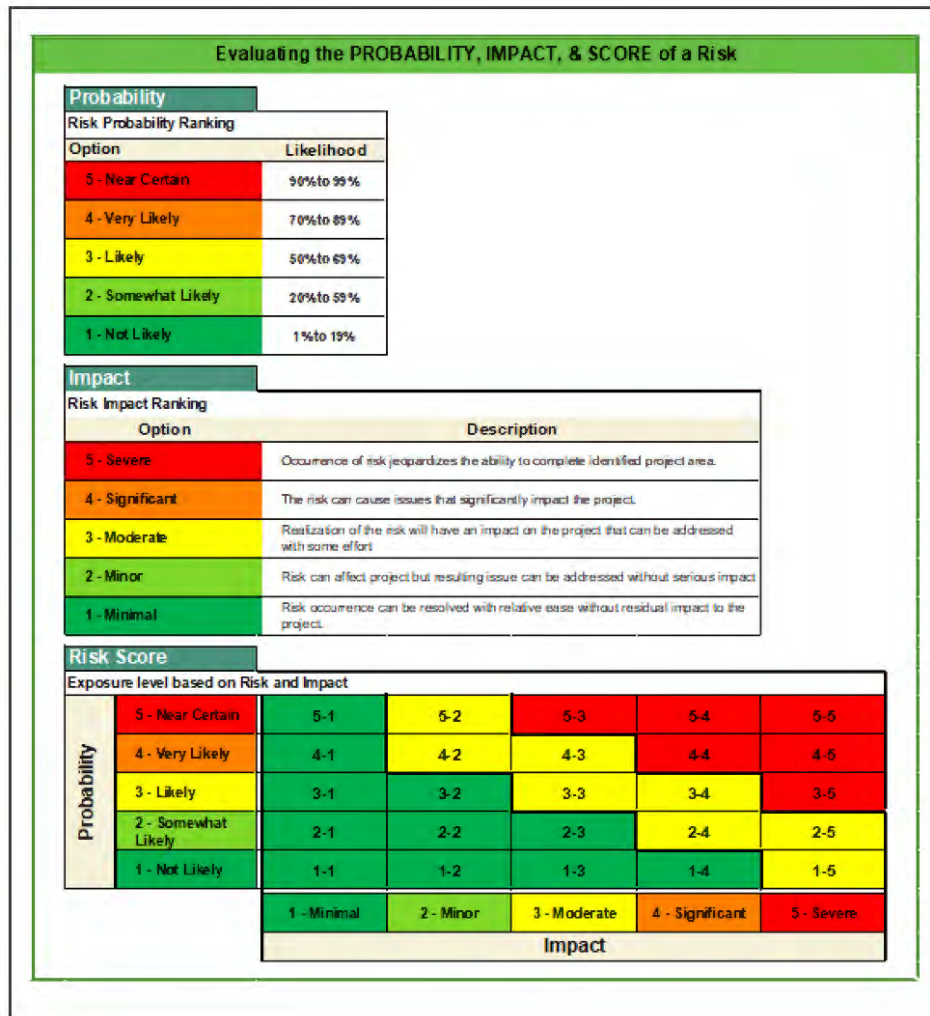 Evaluating the PROBABILITY, IMPACT, & SCORE of a Risk
Probability
Risk Probability Ranking
Option Likelihood
5 - Near Certain 90% to 99%
4 - Very Likely 70% to 89%
3 - Likely 50% to 69%
2 - Somewhat Likely 20% to 59%
1 - Not Likely 1% to 19%
Impact
Risk Impact Ranking
Option Description
5 - Severe Occurrence of risk jeopardizes the ability to complete identified project area.
4 - Significant The risk can cause issues that significantly impact the project.
3 - Moderate Realization of the risk will have an impact on the project that can be addressed
with some effort
2 - Minor Risk can affect project but resulting issue can be addressed without serious impact
1 - Minimal Risk occurrence can be resolved with relative ease without residual impact to the
project.
Risk Score
Exposure level based on Risk and Impact
Probability
5 - Near Certain 5-1 5-2 5-3 5-4 5-5
4 - Very Likely 4-1 4-2 4-3 4-4 4-5
3 - Likely 3-1 3-2 3-3 3-4 3-5
2 - Somewhat
Likely 2-1 2-2 2-3 2-4 2-5
1 - Not Likely 1-1 1-2 1-3 1-4 1-5
1 - Minimal 2 - Minor 3 - Moderate 4 - Significant 5 - Severe
Impact